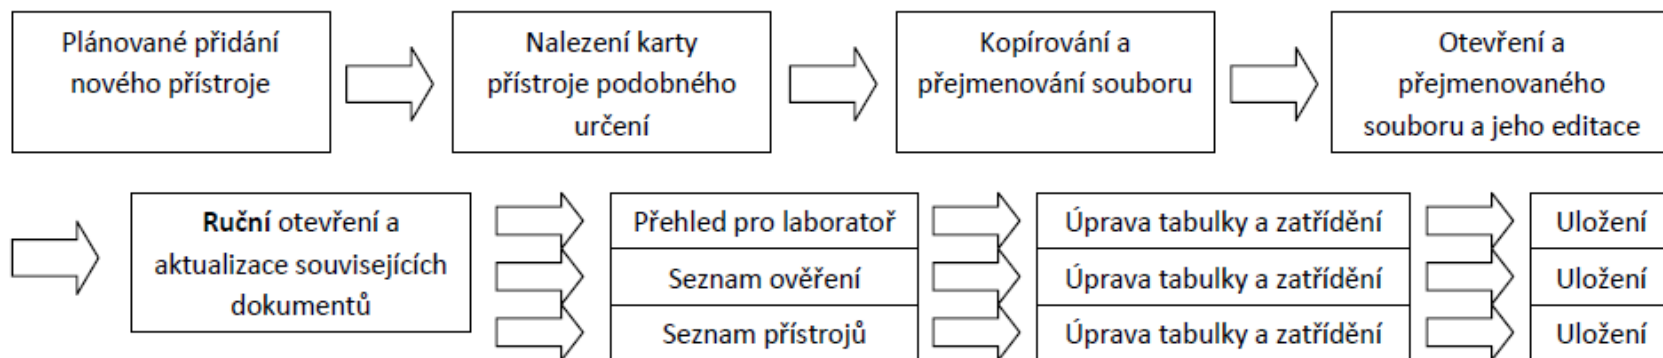 Plánované přidání
nového přístroje
Nalezení karty
přístroje podobného
určení
Kopírování a
přejmenování souboru
Otevření a
přejmenovaného
souboru a jeho editace
Ruční otevření a
aktualizace souvisejících
dokumentů
Přehled pro laboratoř
Úprava tabulky a zatřídění
Uložení
Seznam ověření
Úprava tabulky a zatřídění
Uložení
Seznam přístrojů
Úprava tabulky a zatřídění
Uložení